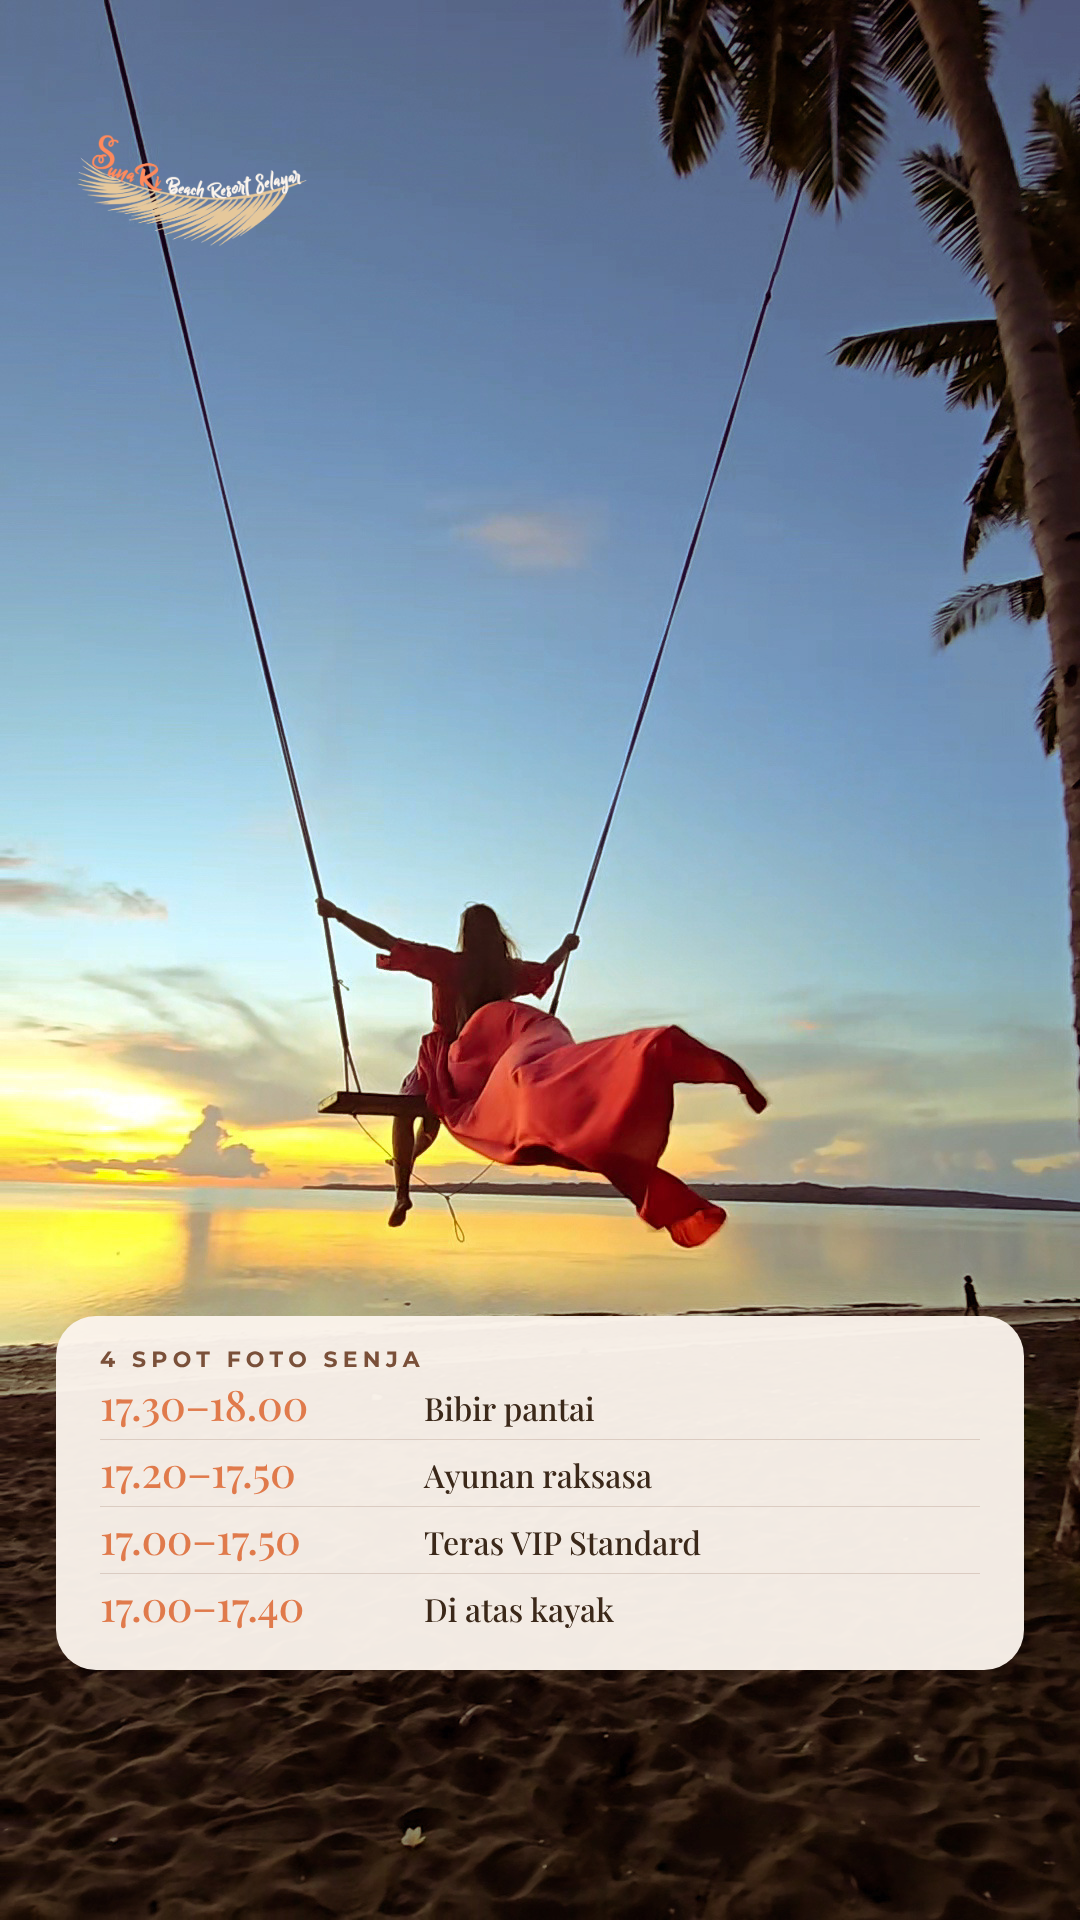 SunaRi Beach Resort Selayar
4 SPOT FOTO SENJA
17.30–18.00 Bibir pantai
17.20–17.50 Ayunan raksasa
17.00–17.50 Teras VIP Standard
17.00–17.40 Di atas kayak